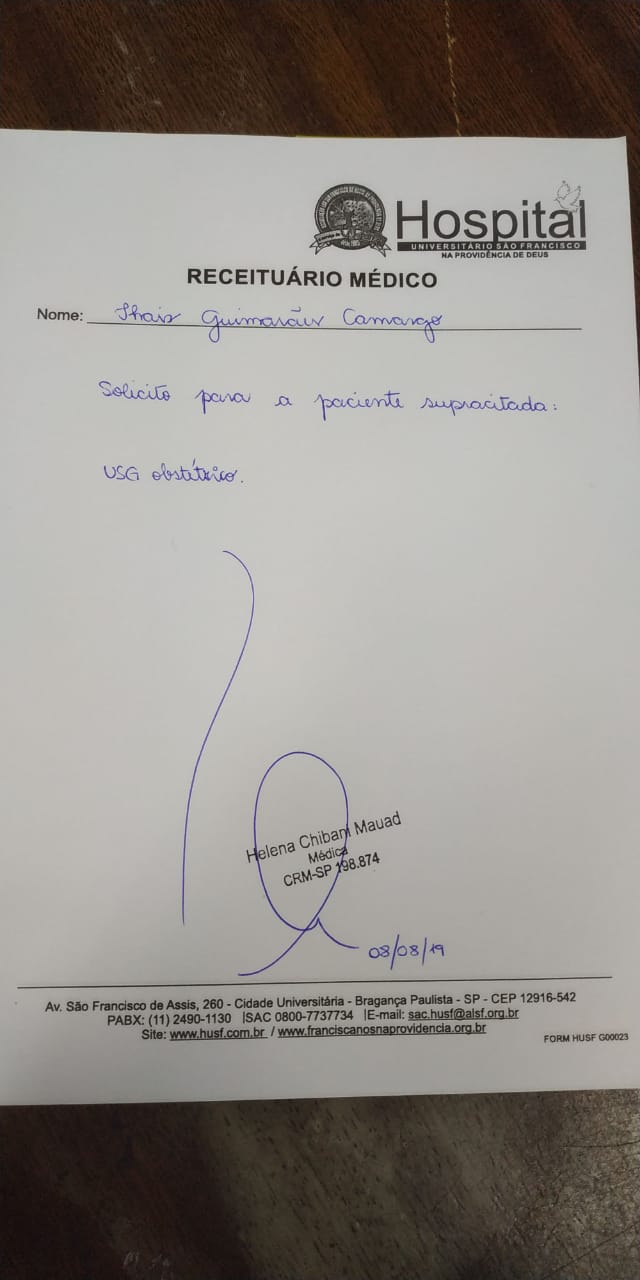 Hospital
UNIVERSITÁRIO SÃO FRANCISCO
NA PROVIDÊNCIA DE DEUS
RECEITUÁRIO MÉDICO
Nome: Thais Guimarães Camargo
Solicito para a paciente supracitada:
USG obstétrico.
Helena Chibani Mauad
Médica
CRM-SP 198.874
08/08/19
Av. São Francisco de Assis, 260 - Cidade Universitária - Bragança Paulista - SP - CEP 12916-542
PABX: (11) 2490-1130 |SAC 0800-7737734 |E-mail: sac.husf@alsf.org.br
Site: www.husf.com.br / www.franciscanosnaprovidencia.org.br
FORM HUSF G00023